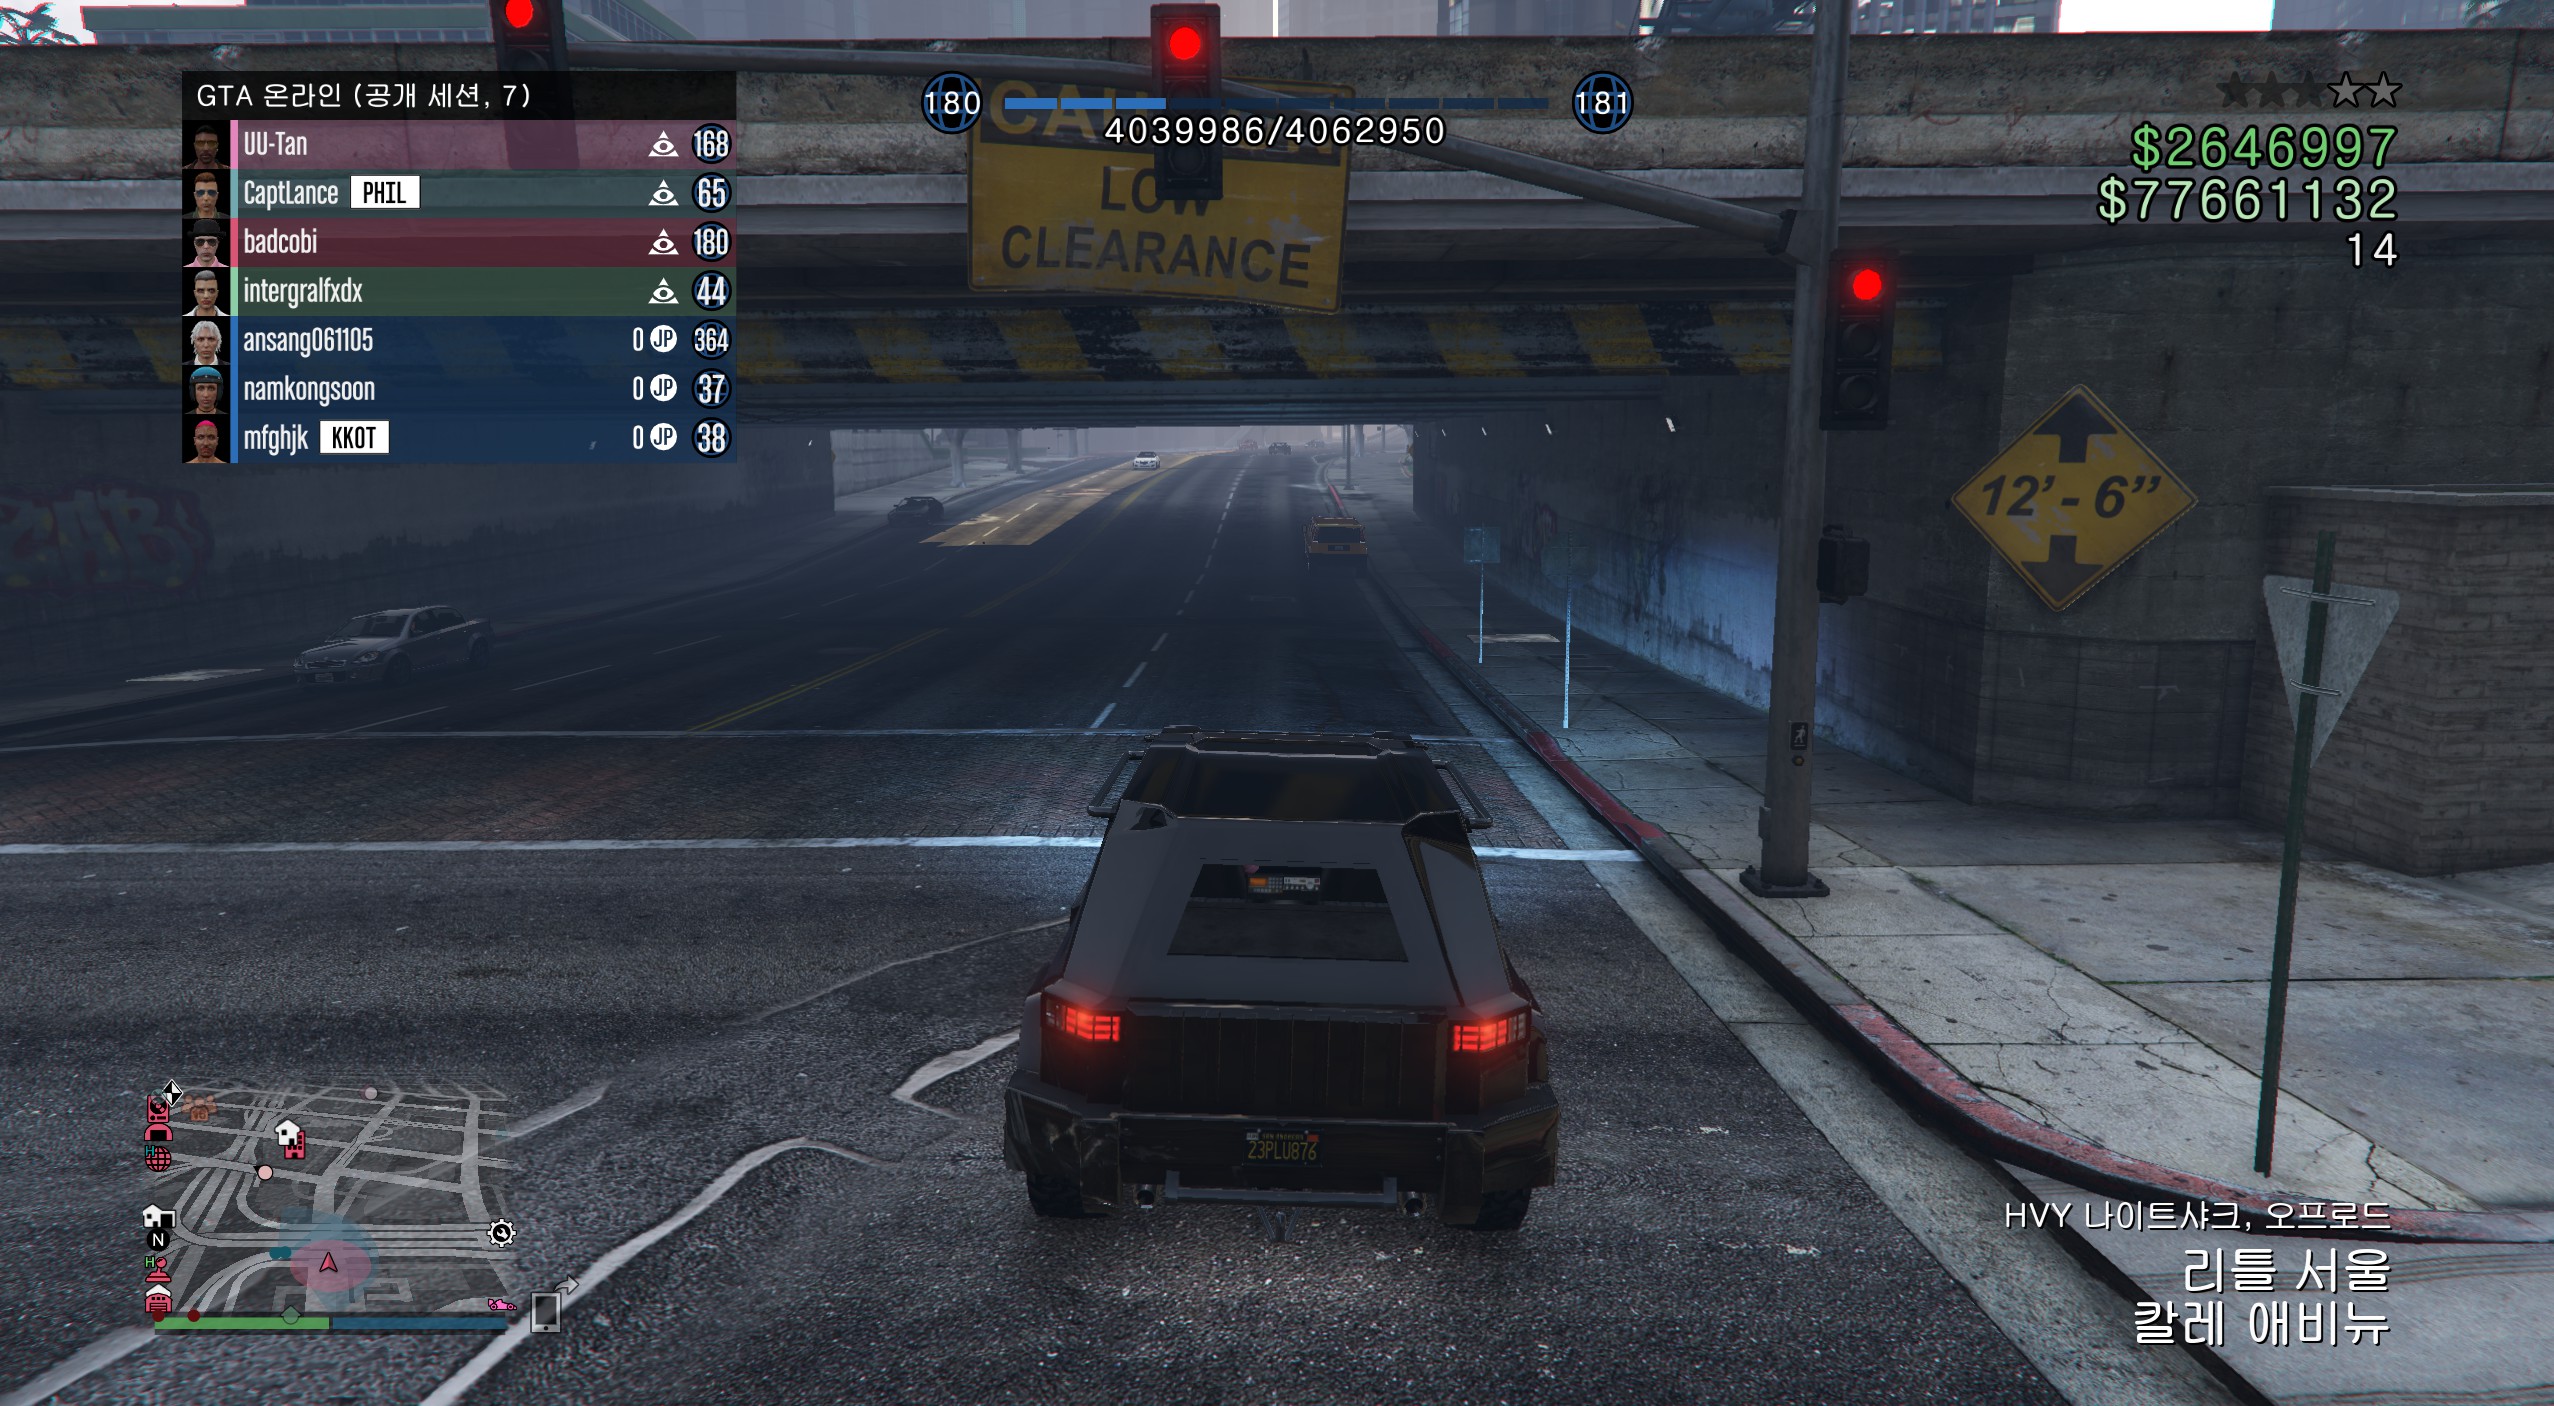 GTA 온라인 (공개 세션, 7)
UU-Tan 168
CaptLance PHIL 65
badcobi 180
intergralfxdx 44
ansang061105 0 JP 364
namkongsoon 0 JP 37
mfghjk KKOT 0 JP 38
180 181
4039986/4062950
$2646997
$77661132
14
LOW
CLEARANCE
12'-6"
23PLU876
N
H
H
HVY 나이트샤크, 오프로드
리틀 서울
칼레 애비뉴